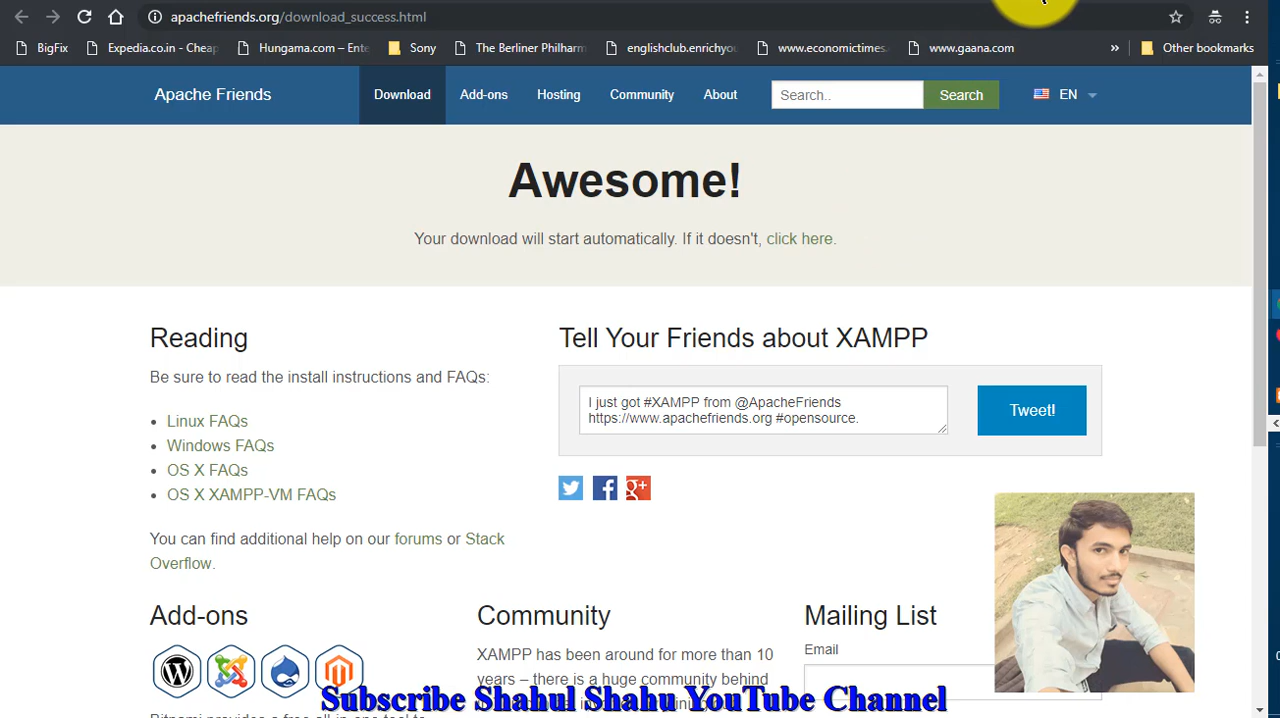 apachefriends.org/download_success.html
BigFix
Expedia.co.in - Cheap
Hungama.com – Ente
Sony
The Berliner Philharm
englishclub.enrichyou
www.economictimes.
www.gaana.com
»
Other bookmarks
Apache Friends
Download
Add-ons
Hosting
Community
About
Search..
Search
EN
Awesome!
Your download will start automatically. If it doesn't, click here.
Reading
Be sure to read the install instructions and FAQs:
• Linux FAQs
• Windows FAQs
• OS X FAQs
• OS X XAMPP-VM FAQs
You can find additional help on our forums or Stack
Overflow.
Tell Your Friends about XAMPP
I just got #XAMPP from @ApacheFriends
https://www.apachefriends.org #opensource.
Tweet!
g+
Add-ons
Community
XAMPP has been around for more than 10
years – there is a huge community behind
Mailing List
Email
Subscribe Shahul Shahu YouTube Channel